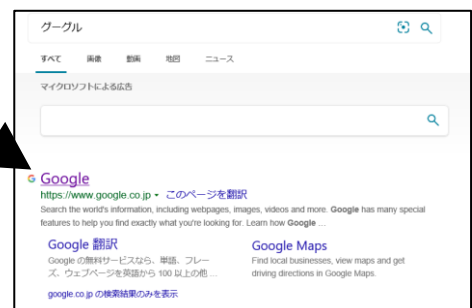 グーグル
すべて 画像 動画 地図 ニュース
マイクロソフトによる広告
Google
https://www.google.co.jp ▾ このページを翻訳
Search the world's information, including webpages, images, videos and more. Google has many special
features to help you find exactly what you're looking for. Learn how Google ...
Google 翻訳
Google の無料サービスなら、単語、フレー
ズ、ウェブページを英語から 100 以上の他 ...
Google Maps
Find local businesses, view maps and get
driving directions in Google Maps.
google.co.jp の検索結果のみを表示